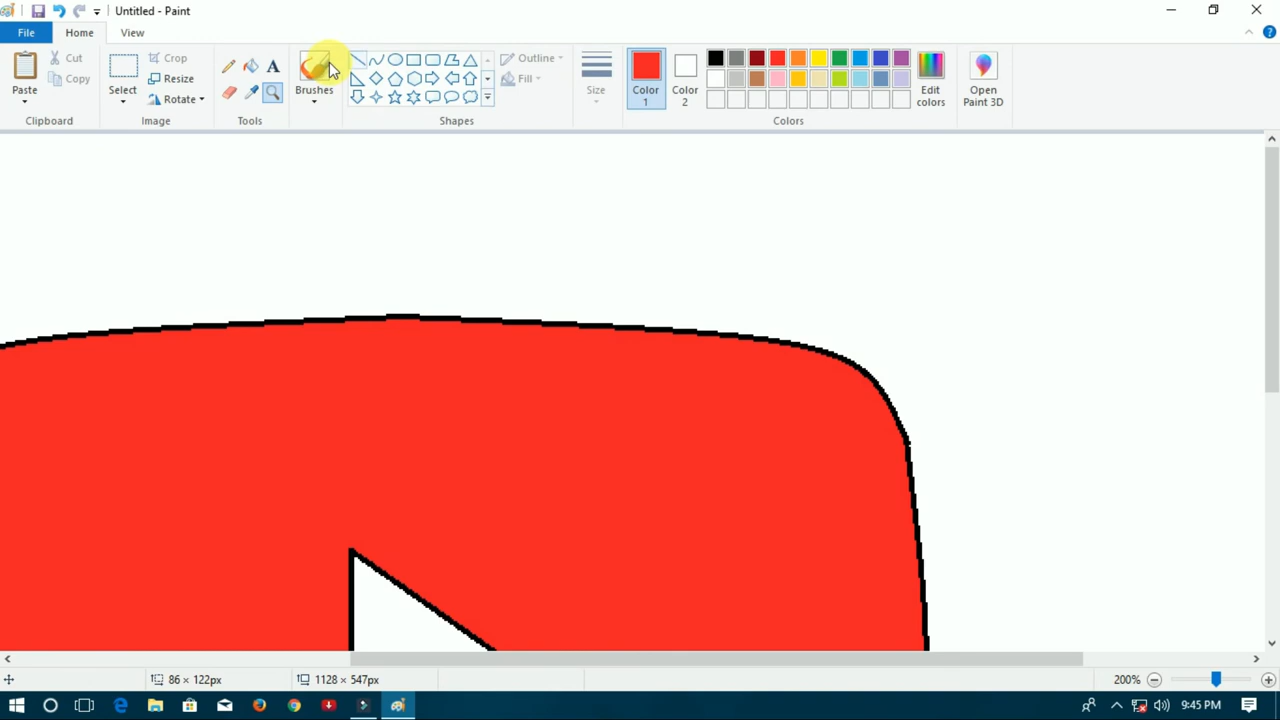 Untitled - Paint
File Home View
Paste
Cut
Copy
Clipboard
Select
Crop
Resize
Rotate
Image
A
Tools
Brushes
Shapes
Outline
Fill
Size
Color 1
Color 2
Edit colors
Colors
Open Paint 3D
86 × 122px
1128 × 547px
200%
9:45 PM